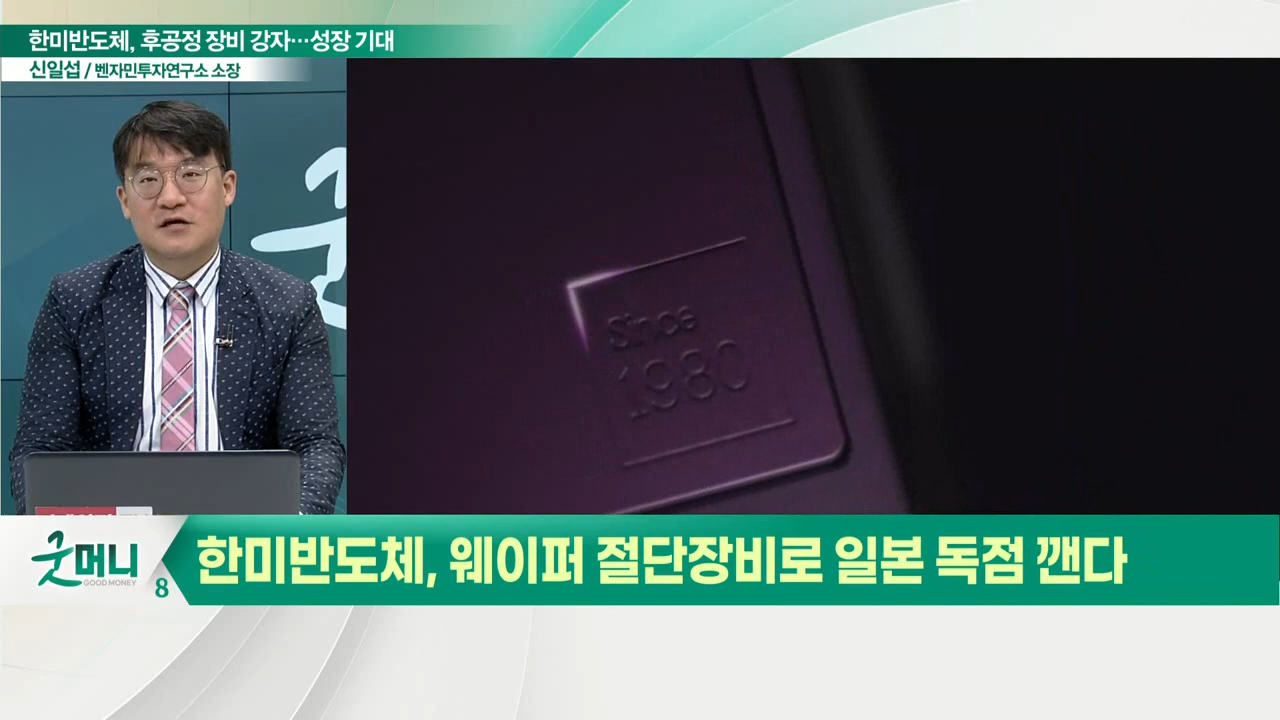 한미반도체, 후공정 장비 강자…성장 기대
신일섭 / 벤자민투자연구소 소장
Since
1980
굿머니
GOOD MONEY
8
한미반도체, 웨이퍼 절단장비로 일본 독점 깬다